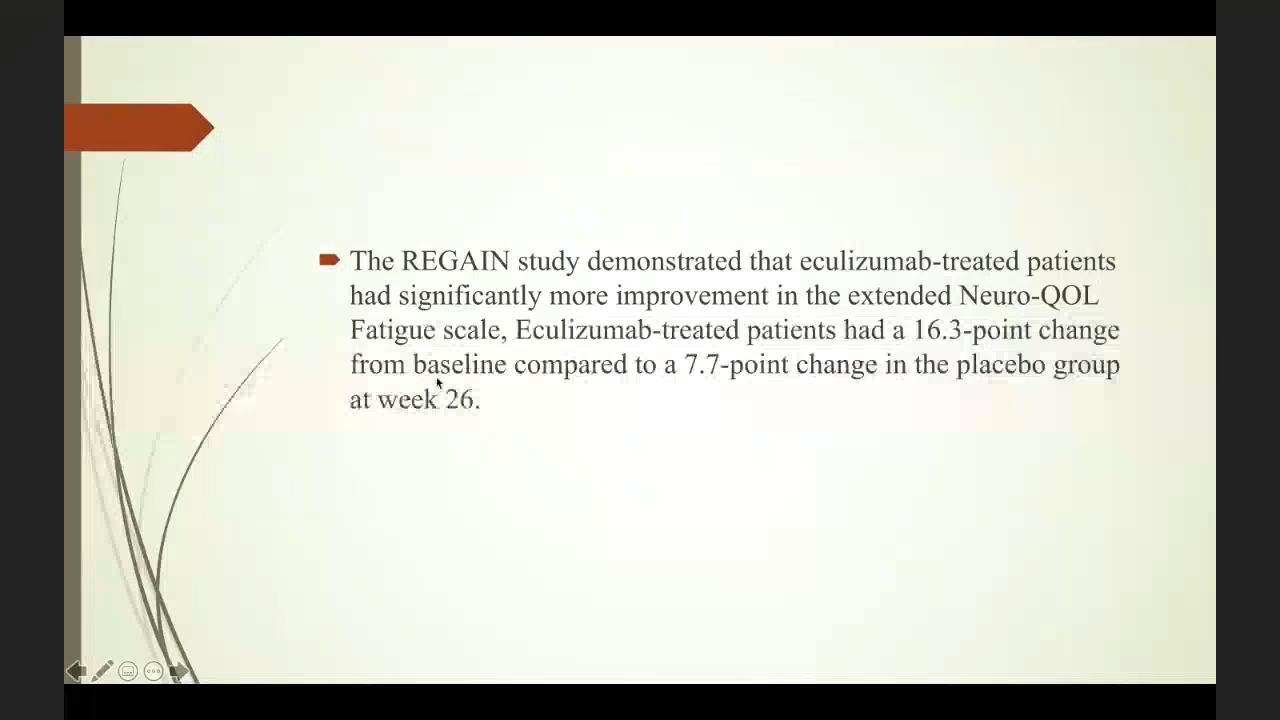 The REGAIN study demonstrated that eculizumab-treated patients
had significantly more improvement in the extended Neuro-QOL
Fatigue scale, Eculizumab-treated patients had a 16.3-point change
from baseline compared to a 7.7-point change in the placebo group
at week 26.